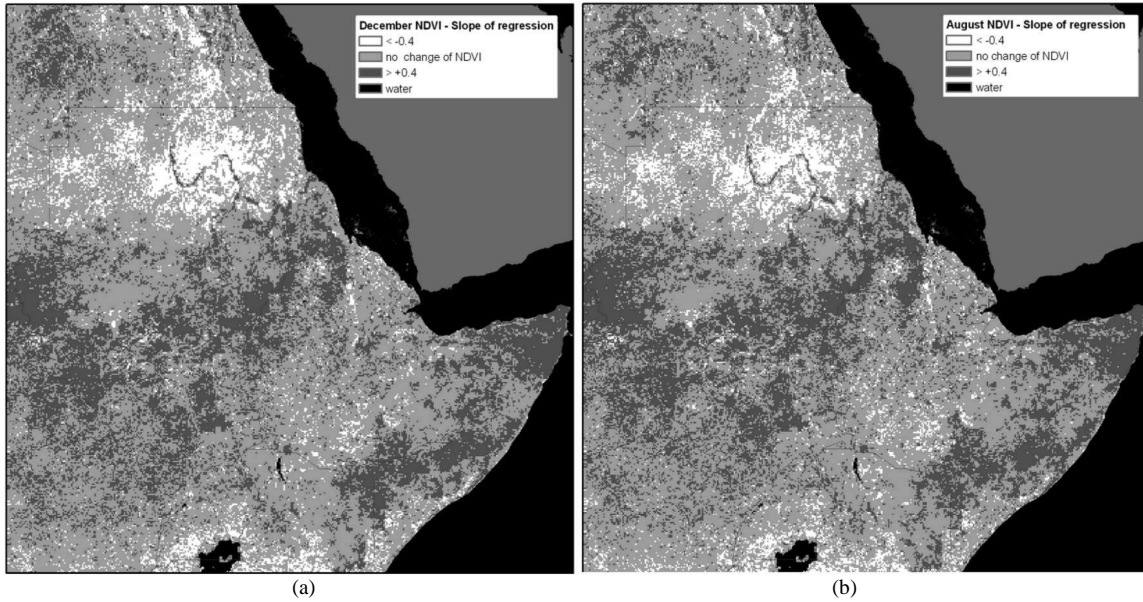 December NDVI - Slope of regression
< -0.4
no change of NDVI
> +0.4
water
August NDVI - Slope of regression
< -0.4
no change of NDVI
> +0.4
water
(a)
(b)